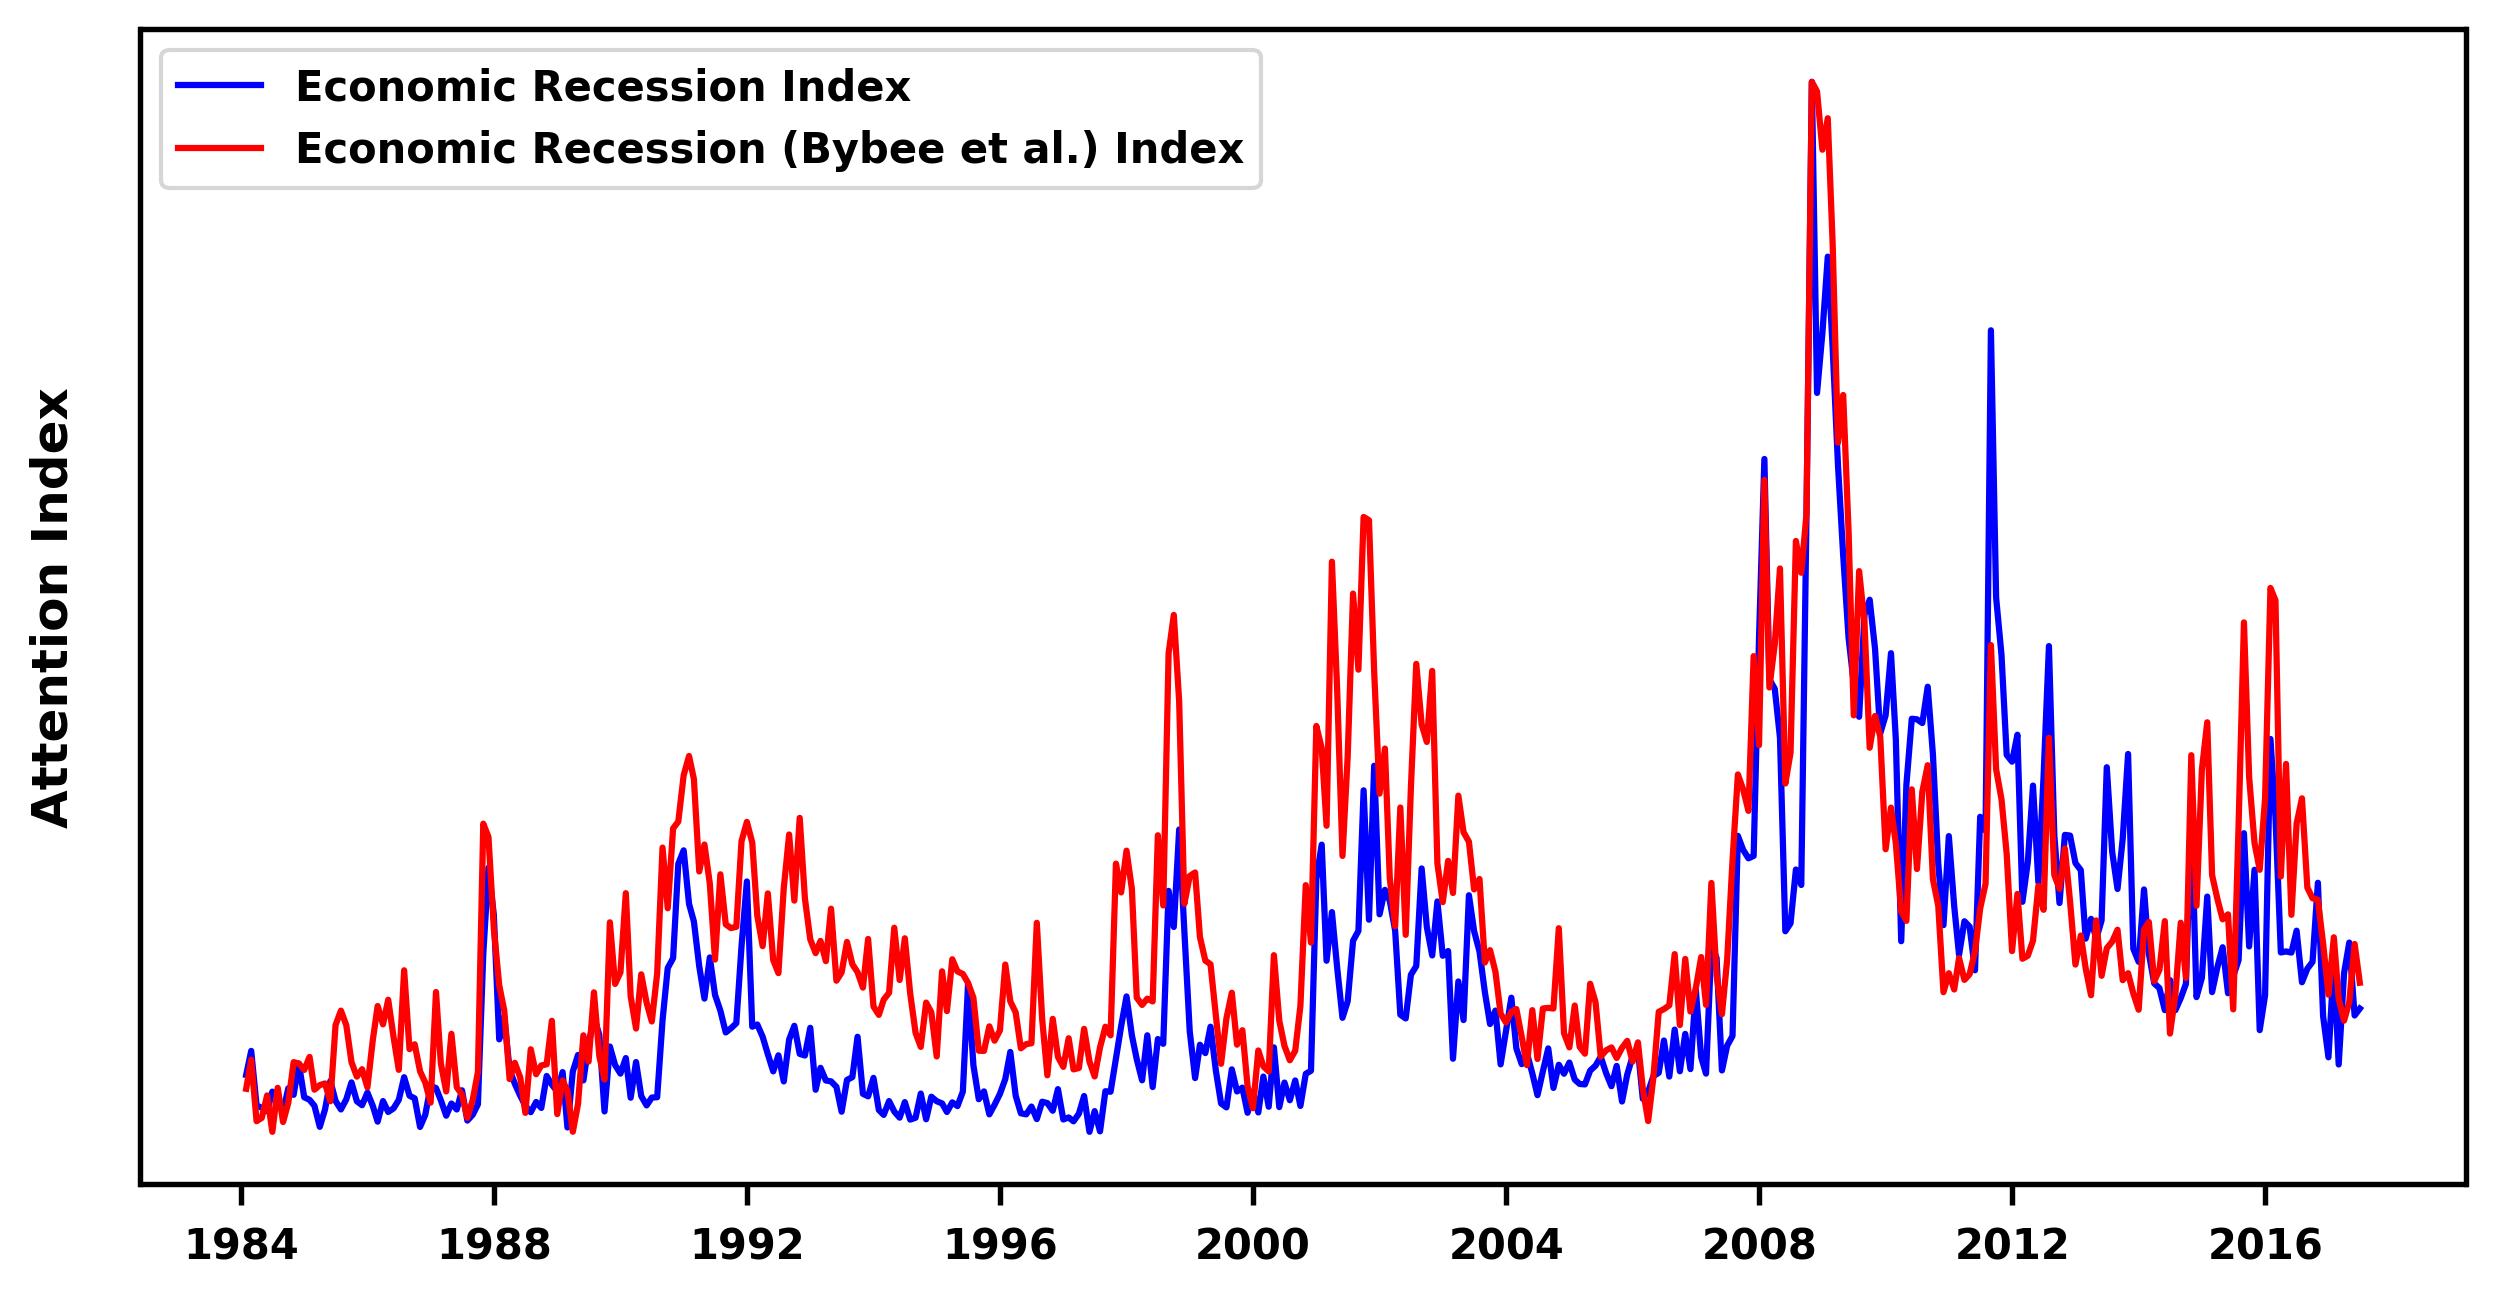 Economic Recession Index
Economic Recession (Bybee et al.) Index
Attention Index
1984 1988 1992 1996 2000 2004 2008 2012 2016